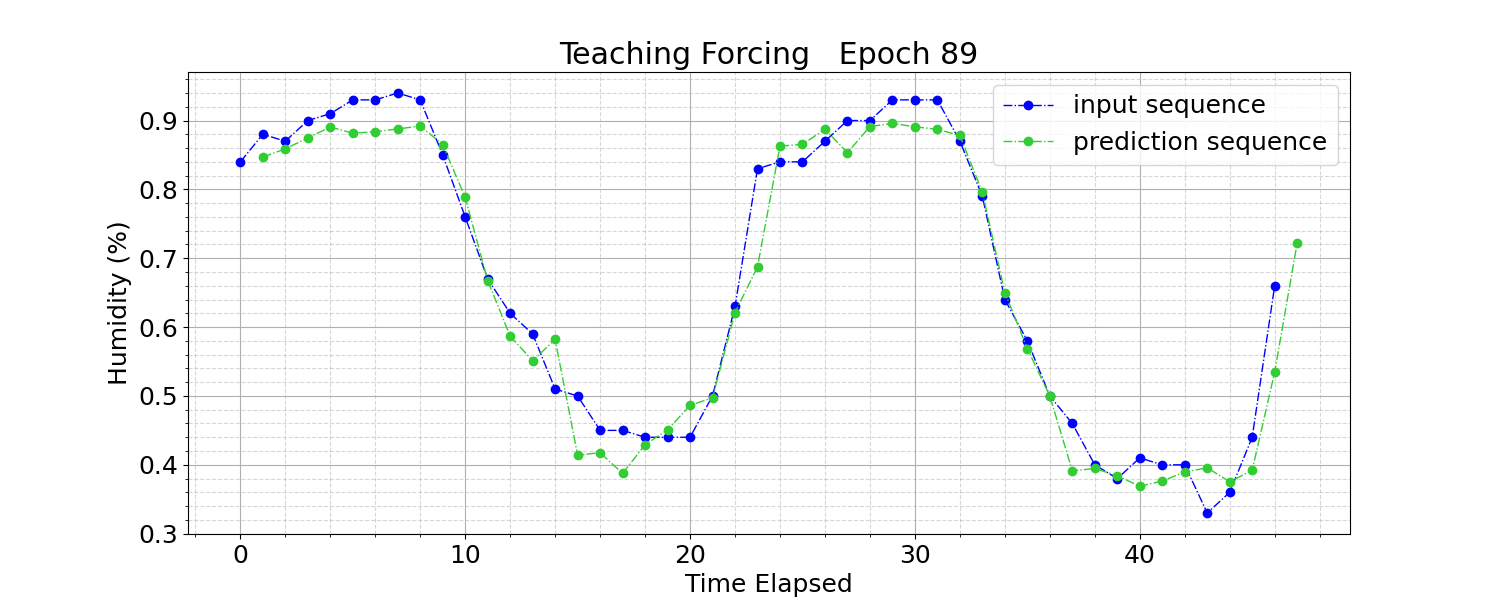 Teaching Forcing   Epoch 89
input sequence
prediction sequence
Humidity (%)
0.9
0.8
0.7
0.6
0.5
0.4
0.3
0 10 20 30 40
Time Elapsed